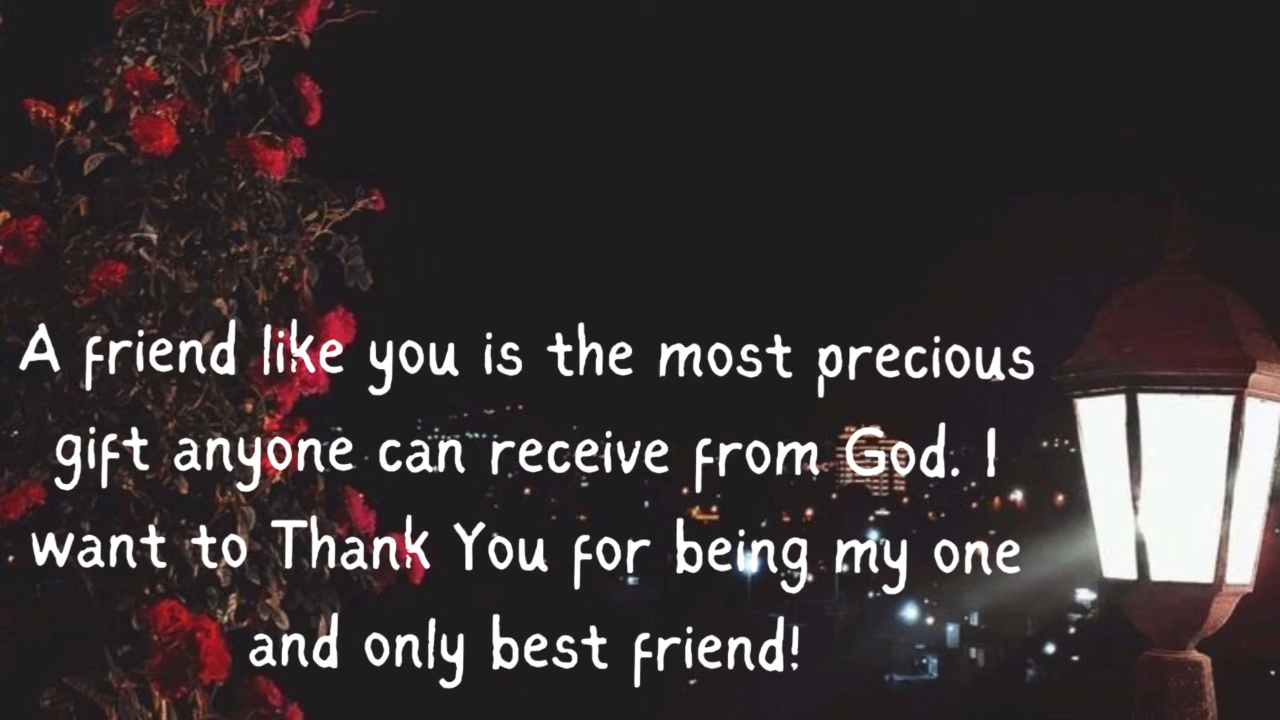 A friend like you is the most precious
gift anyone can receive from God. I
want to Thank You for being my one
and only best friend!